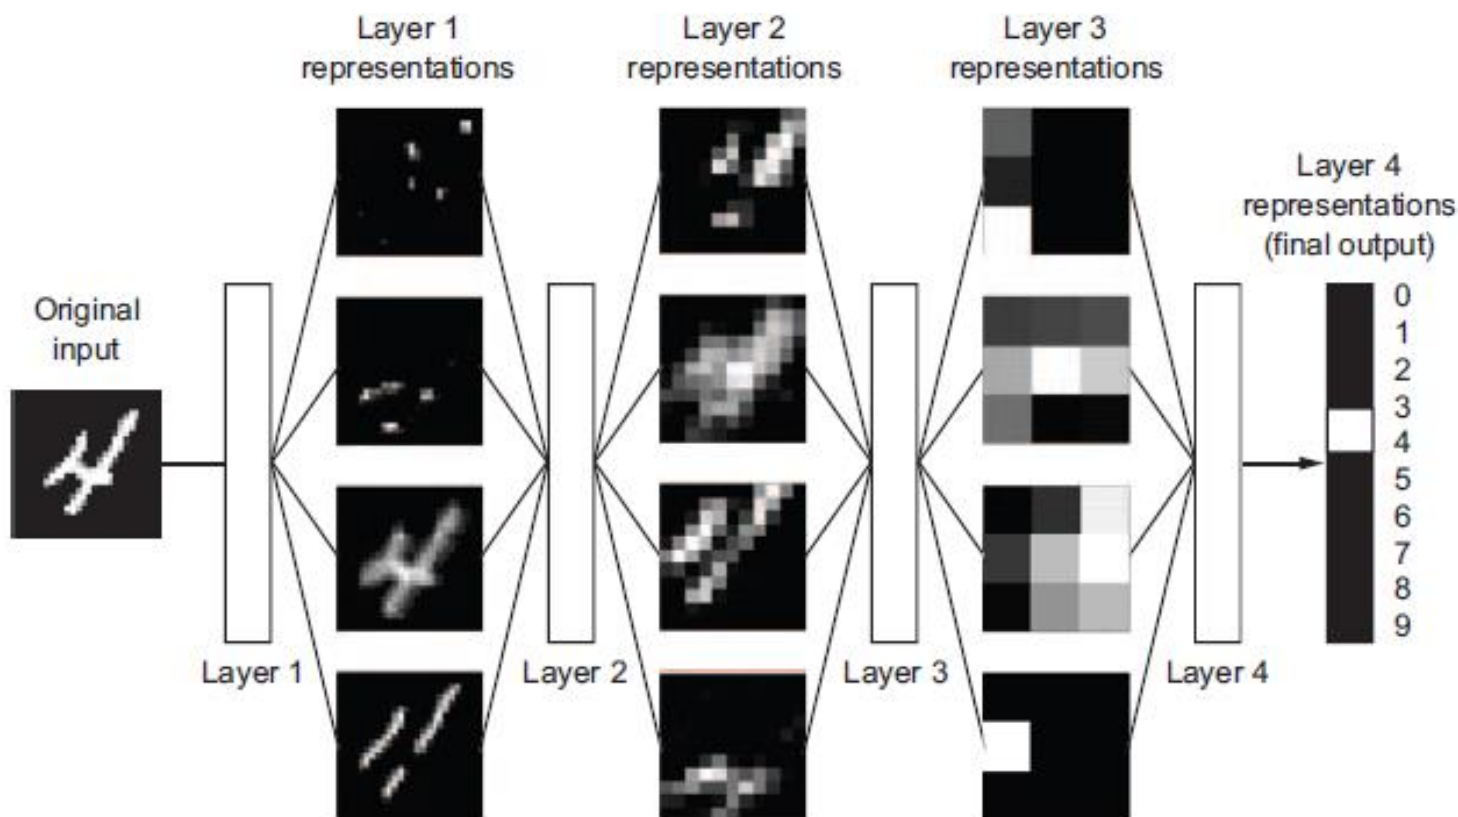 Layer 1
representations
Layer 2
representations
Layer 3
representations
Layer 4
representations
(final output)
Original
input
0
1
2
3
4
5
6
7
8
9
Layer 1
Layer 2
Layer 3
Layer 4